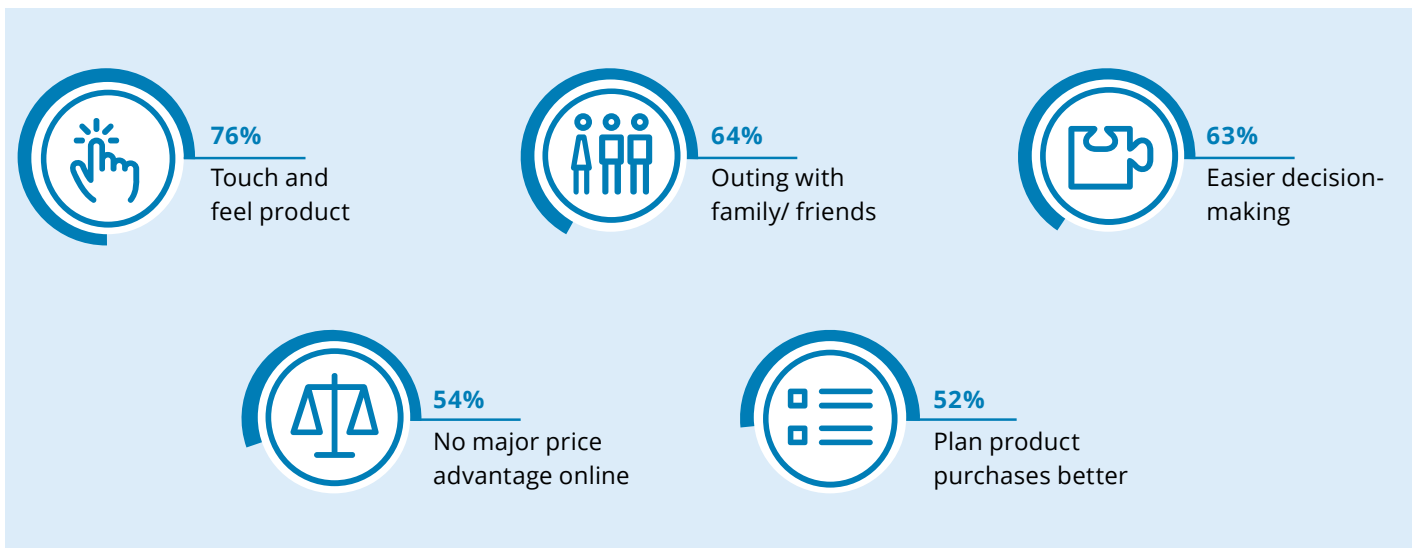 76%
Touch and
feel product
64%
Outing with
family/ friends
63%
Easier decision-
making
54%
No major price
advantage online
52%
Plan product
purchases better